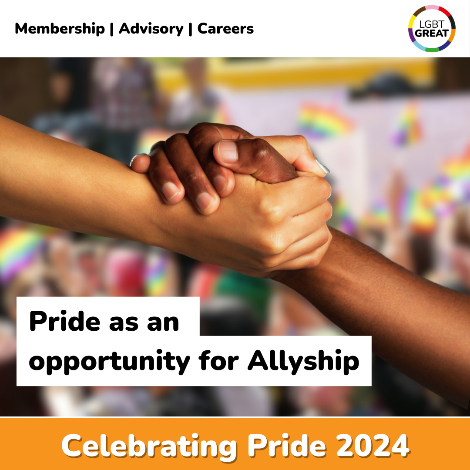 Membership | Advisory | Careers
LGBT
GREAT
Pride as an
opportunity for Allyship
Celebrating Pride 2024